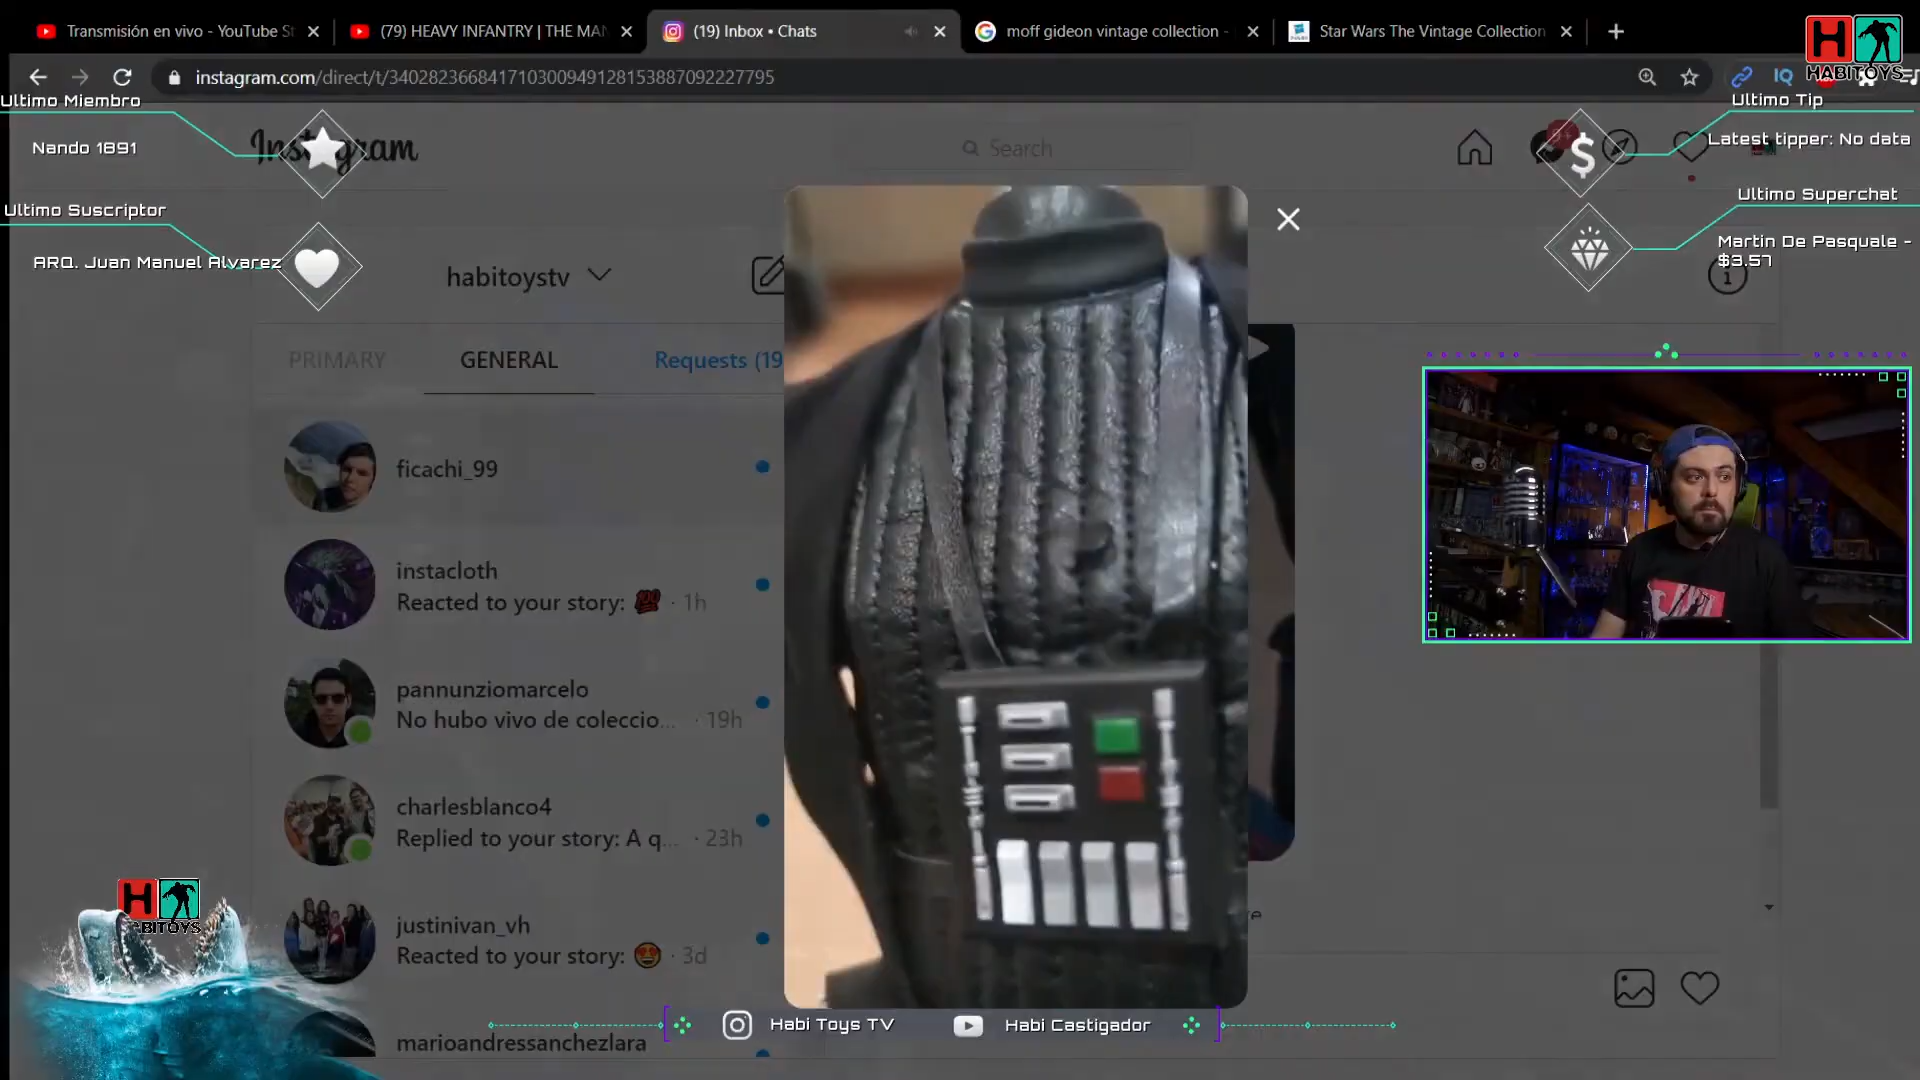 Transmisión en vivo - YouTube St
(79) HEAVY INFANTRY | THE MAN
(19) Inbox • Chats
moff gideon vintage collection -
Star Wars The Vintage Collection
HABITOYS
instagram.com/direct/t/340282366841710300949128153887092227795
IQ
Ultimo Miembro
Nando 1891
Instagram
Search
9+
Ultimo Tip
Latest tipper: No data
Ultimo Suscriptor
ARQ. Juan Manuel Alvarez
Ultimo Superchat
Martin De Pasquale -
$3.57
habitoystv
PRIMARY
GENERAL
Requests (19
ficachi_99
instacloth
Reacted to your story: 💯 · 1h
pannunziomarcelo
No hubo vivo de coleccio... · 19h
charlesblanco4
Replied to your story: A q... · 23h
justinivan_vh
Reacted to your story: 😍 · 3d
marioandressanchezlara
Habi Toys TV
Habi Castigador